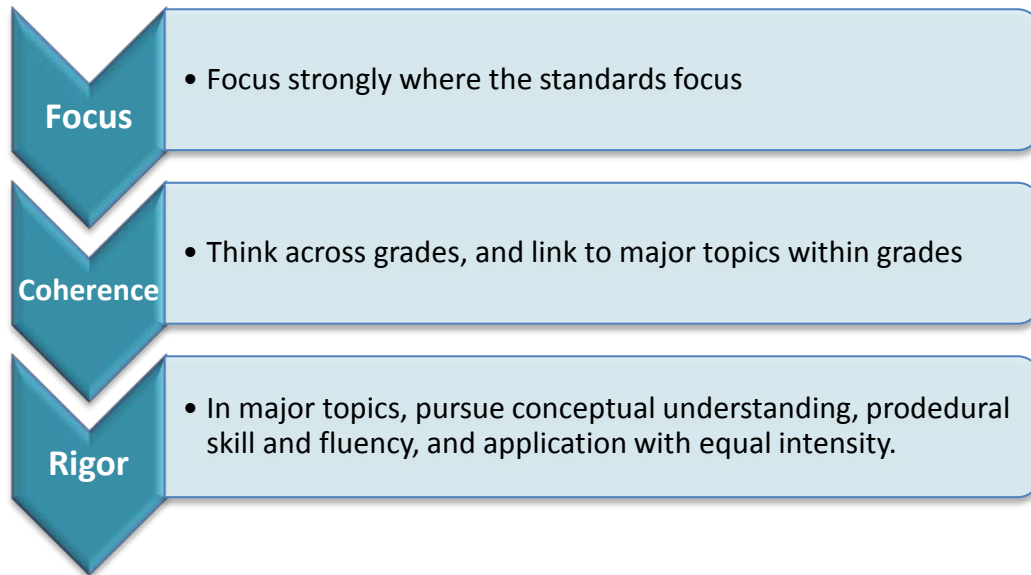 Focus
• Focus strongly where the standards focus
Coherence
• Think across grades, and link to major topics within grades
Rigor
• In major topics, pursue conceptual understanding, prodedural
skill and fluency, and application with equal intensity.